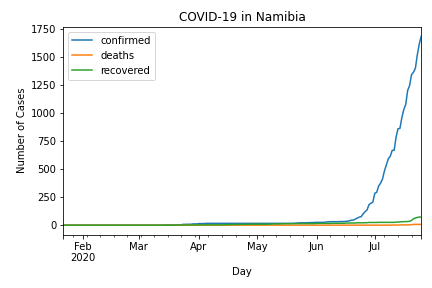 COVID-19 in Namibia
confirmed
deaths
recovered
Number of Cases
1750
1500
1250
1000
750
500
250
0
Feb Mar Apr May Jun Jul
2020
Day